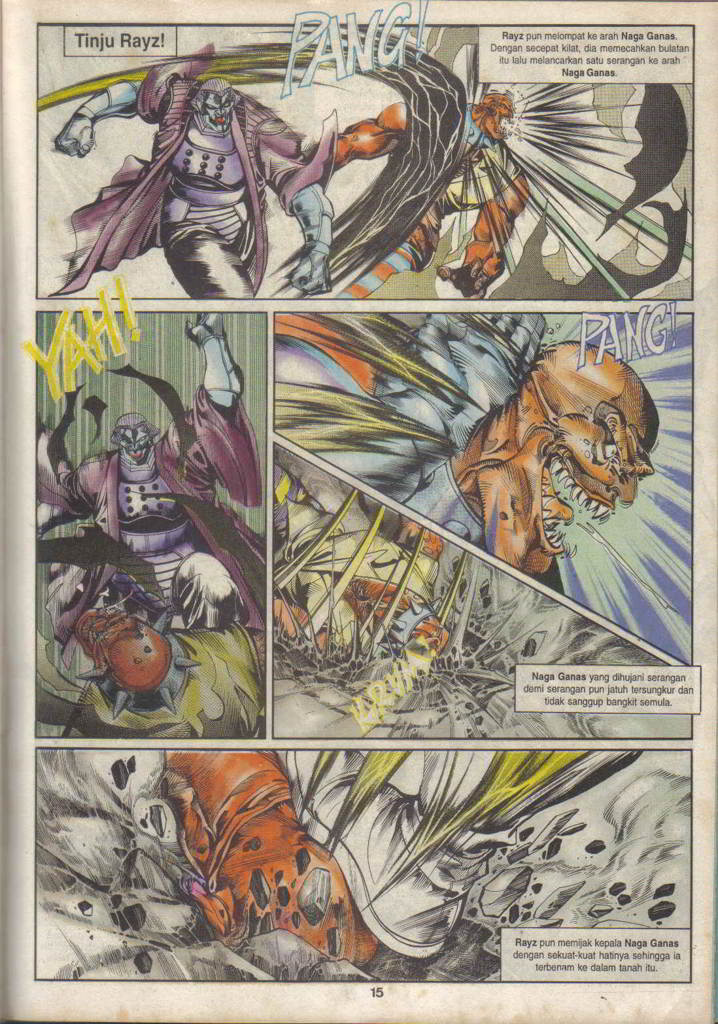 Tinju Rayz!
PANG!
Rayz pun melompat ke arah Naga Ganas.
Dengan secepat kilat, dia memecahkan bulatan
itu lalu melancarkan satu serangan ke arah
Naga Ganas.
YAH!
PANG!
KRUMM
Naga Ganas yang dihujani serangan
demi serangan pun jatuh tersungkur dan
tidak sanggup bangkit semula.
Rayz pun memijak kepala Naga Ganas
dengan sekuat-kuat hatinya sehingga ia
terbenam ke dalam tanah itu.
15